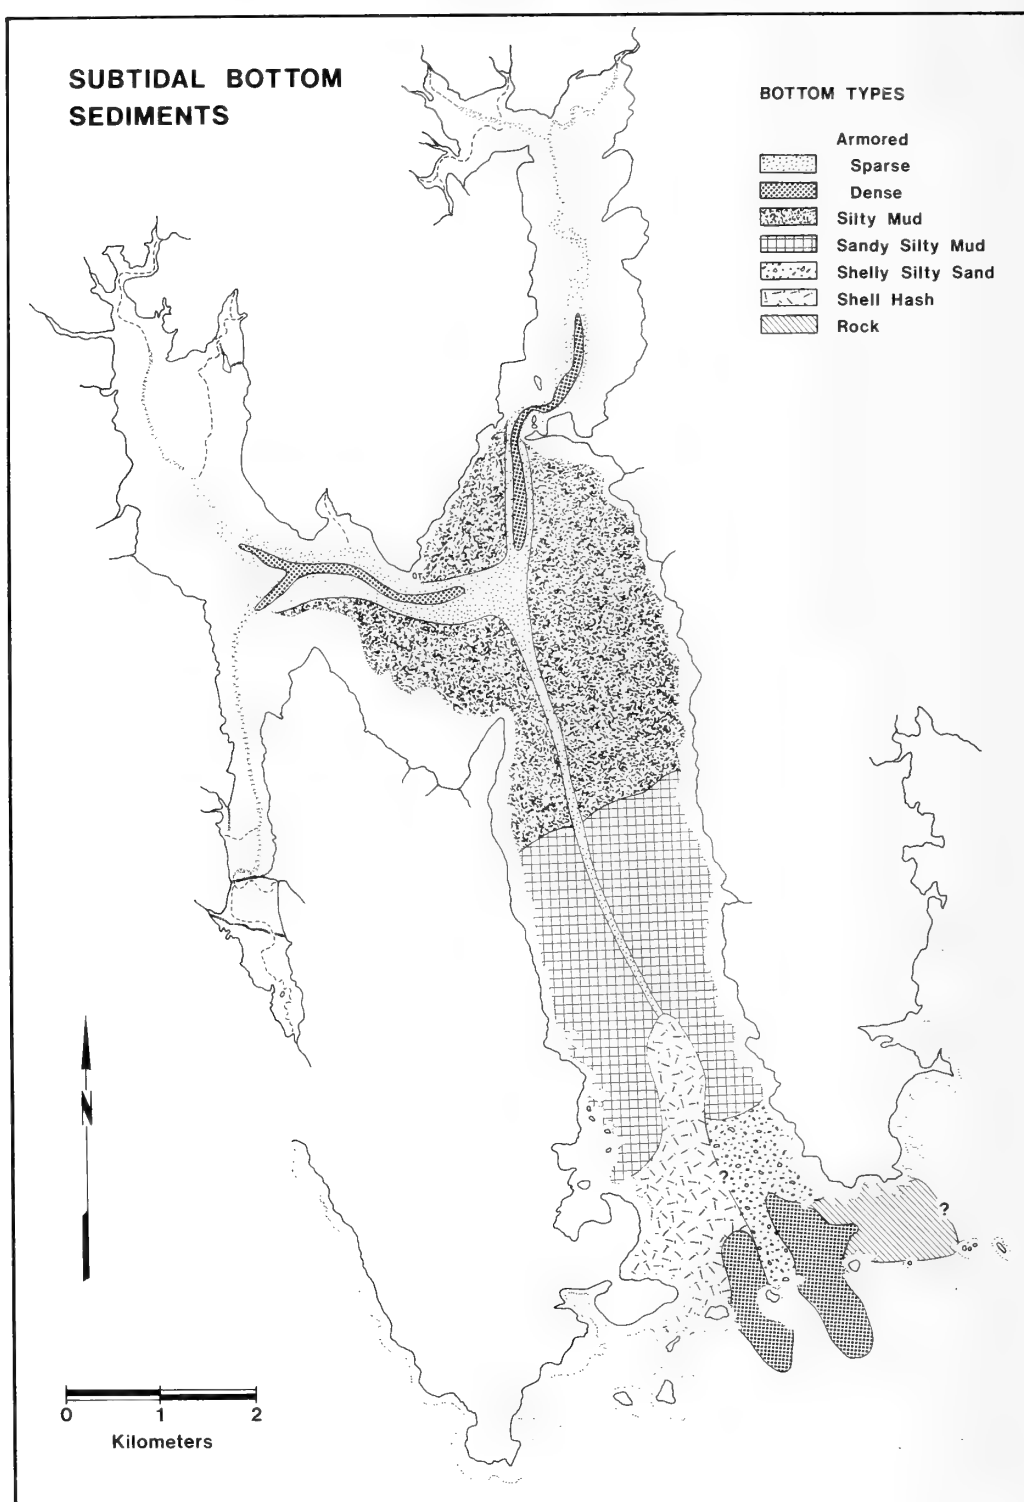 SUBTIDAL BOTTOM
SEDIMENTS
BOTTOM TYPES
Armored
Sparse
Dense
Silty Mud
Sandy Silty Mud
Shelly Silty Sand
Shell Hash
Rock
?
?
N
0 1 2
Kilometers